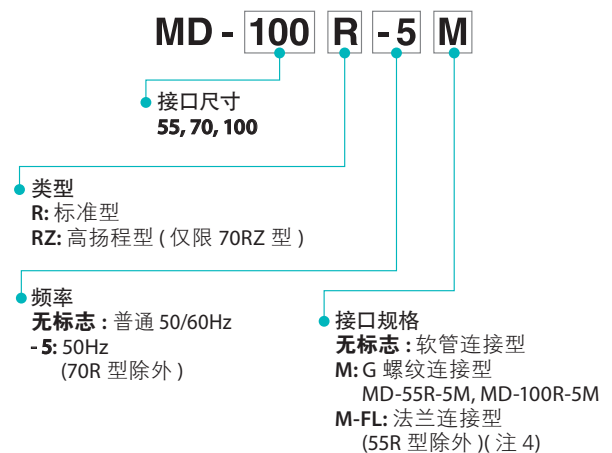 MD - 100 R - 5 M
接口尺寸
55, 70, 100
类型
R: 标准型
RZ: 高扬程型 ( 仅限 70RZ 型 )
频率
无标志 : 普通 50/60Hz
- 5: 50Hz
(70R 型除外 )
接口规格
无标志 : 软管连接型
M: G 螺纹连接型
MD-55R-5M, MD-100R-5M
M-FL: 法兰连接型
(55R 型除外 )( 注 4)